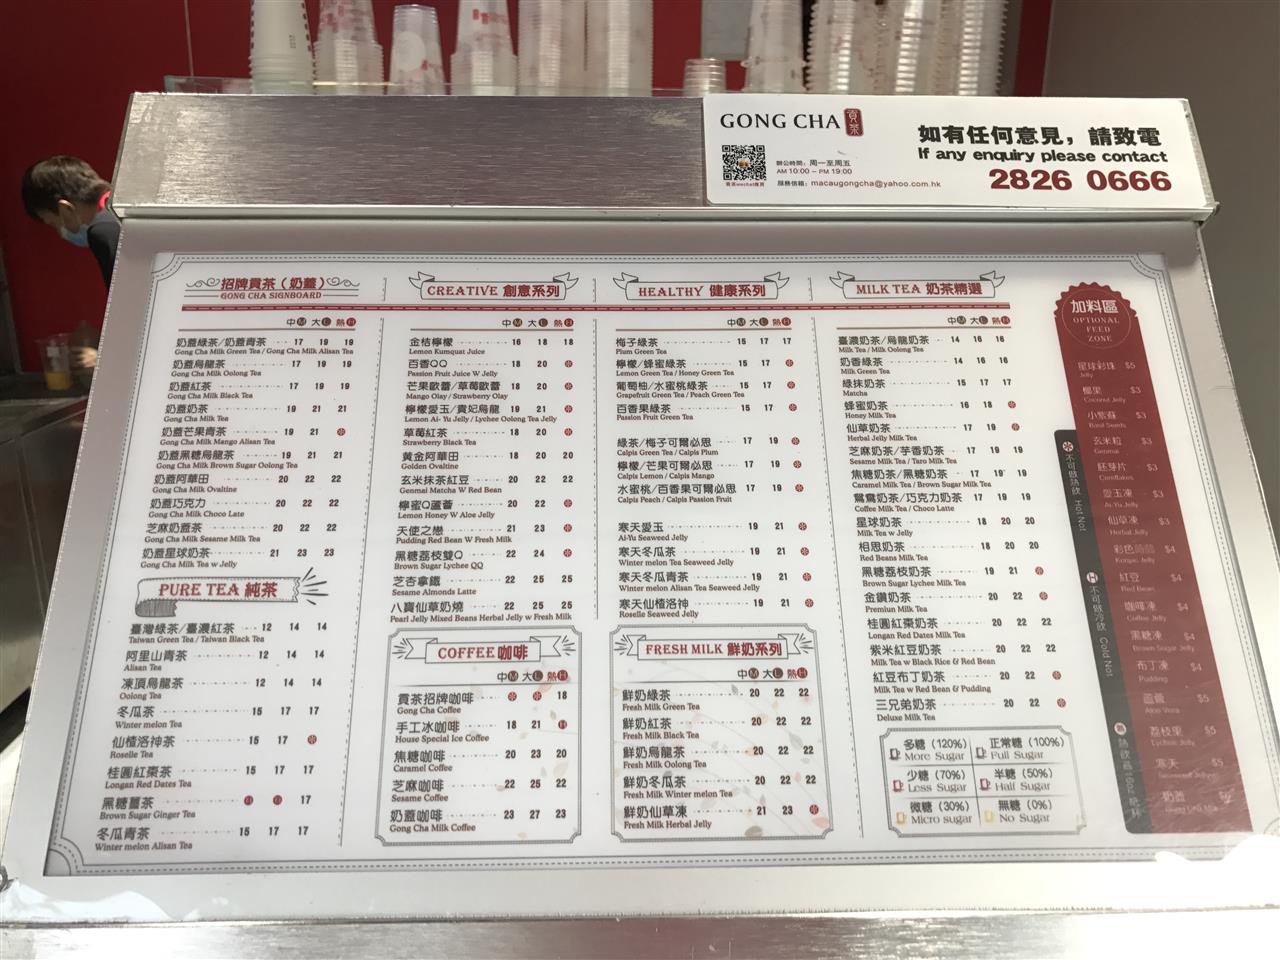 GONG CHA 貢茶
如有任何意見，請致電
If any enquiry please contact
2826 0666
辦公時間：周一至周五
AM 10:00 ~ PM 19:00
服務信箱：macaugongcha@yahoo.com.hk
招牌貢茶（奶蓋）
GONG CHA SIGNBOARD
中M 大L 熱H
奶蓋綠茶/奶蓋青茶 17 19 19
Gong Cha Milk Green Tea / Gong Cha Milk Alisan Tea
奶蓋烏龍茶 17 19 19
Gong Cha Milk Oolong Tea
奶蓋紅茶 17 19 19
Gong Cha Milk Black Tea
奶蓋奶茶 19 21 21
Gong Cha Milk Tea
奶蓋芒果青茶 19 21
Gong Cha Milk Mango Alisan Tea
奶蓋黑糖烏龍茶 19 21 21
Gong Cha Milk Brown Sugar Oolong Tea
奶蓋阿華田 20 22 22
Gong Cha Milk Ovaltine
奶蓋巧克力 20 22 22
Gong Cha Milk Choco Latte
芝麻奶蓋茶 20 22 22
Gong Cha Milk Sesame Milk Tea
奶蓋星球奶茶 21 23 23
Gong Cha Milk Tea w Jelly
PURE TEA 純茶
臺灣綠茶/臺濃紅茶 12 14 14
Taiwan Green Tea / Taiwan Black Tea
阿里山青茶 12 14 14
Alisan Tea
凍頂烏龍茶 12 14 14
Oolong Tea
冬瓜茶 15 17 17
Winter melon Tea
仙楂洛神茶 15 17
Roselle Tea
桂圓紅棗茶 15 17 17
Longan Red Dates Tea
黑糖薑茶 H H 17
Brown Sugar Ginger Tea
冬瓜青茶 15 17 17
Winter melon Alisan Tea
CREATIVE 創意系列
中M 大L 熱H
金桔檸檬 16 18 18
Lemon Kumquat Juice
百香QQ 18 20
Passion Fruit Juice W Jelly
芒果歐蕾/草莓歐蕾 18 20
Mango Olay / Strawberry Olay
檸檬愛玉/貴妃烏龍 19 21
Lemon Ai- Yu Jelly / Lychee Oolong Tea Jelly
草莓紅茶 18 20
Strawberry Black Tea
黃金阿華田 18 20 20
Golden Ovaltine
玄米抹茶紅豆 20 22 22
Genmai Matcha W Red Bean
檸蜜Q蘆薈 20 22
Lemon Honey W Aloe Jelly
天使之戀 21 23
Pudding Red Bean W Fresh Milk
黑糖荔枝雙Q 22 24
Brown Sugar Lychee QQ
芝杏拿鐵 22 25 25
Sesame Almonds Latte
八寶仙草奶燒 22 25 25
Pearl Jelly Mixed Beans Herbal Jelly w Fresh Milk
COFFEE 咖啡
中M 大L 熱H
貢茶招牌咖啡 18
Gong Cha Coffee
手工冰咖啡 18 21 H
House Special Ice Coffee
焦糖咖啡 20 23 20
Caramel Coffee
芝麻咖啡 22 25 22
Sesame Coffee
奶蓋咖啡 23 27 23
Gong Cha Milk Coffee
HEALTHY 健康系列
中M 大L 熱H
梅子綠茶 15 17 17
Plum Green Tea
檸檬/蜂蜜綠茶 15 17
Lemon Green Tea / Honey Green Tea
葡萄柚/水蜜桃綠茶 15 17
Grapefruit Green Tea / Peach Green Tea
百香果綠茶 15 17
Passion Fruit Green Tea
綠茶/梅子可爾必思 17 19
Calpis Green Tea / Calpis Plum
檸檬/芒果可爾必思 17 19
Calpis Lemon / Calpis Mango
水蜜桃/百香果可爾必思 17 19
Calpis Peach / Calpis Passion Fruit
寒天愛玉 19 21
Ai-Yu Seaweed Jelly
寒天冬瓜茶 19 21
Winter melon Tea Seaweed Jelly
寒天冬瓜青茶 19 21
Winter melon Alisan Tea Seaweed Jelly
寒天仙楂洛神 19 21
Roselle Seaweed Jelly
FRESH MILK 鮮奶系列
中M 大L 熱H
鮮奶綠茶 20 22 22
Fresh Milk Green Tea
鮮奶紅茶 20 22 22
Fresh Milk Black Tea
鮮奶烏龍茶 20 22 22
Fresh Milk Oolong Tea
鮮奶冬瓜茶 20 22 22
Fresh Milk Winter melon Tea
鮮奶仙草凍 21 23
Fresh Milk Herbal Jelly
MILK TEA 奶茶精選
中M 大L 熱H
臺濃奶茶/烏龍奶茶 14 16 16
Milk Tea / Milk Oolong Tea
奶香綠茶 14 16 16
Milk Green Tea
綠抹奶茶 15 17 17
Matcha
蜂蜜奶茶 16 18
Honey Milk Tea
仙草奶茶 17 19
Herbal Jelly Milk Tea
芝麻奶茶/芋香奶茶 17 19 19
Sesame Milk Tea / Taro Milk Tea
焦糖奶茶/黑糖奶茶 17 19 19
Caramel Milk Tea / Brown Sugar Milk Tea
鴛鴦奶茶/巧克力奶茶 17 19 19
Coffee Milk Tea / Choco Latte
星球奶茶 18 20 20
Milk Tea w Jelly
相思奶茶 18 20 20
Red Beans Milk Tea
黑糖荔枝奶茶 19 21
Brown Sugar Lychee Milk Tea
金鑽奶茶 20 22
Premiun Milk Tea
桂圓紅棗奶茶 20 22 22
Longan Red Dates Milk Tea
紫米紅豆奶茶 20 22 22
Milk Tea w Black Rice & Red Bean
紅豆布丁奶茶 20 22
Milk Tea w Red Bean & Pudding
三兄弟奶茶 20 22
Deluxe Milk Tea
多糖（120%） 正常糖（100%）
More Sugar Full Sugar
少糖（70%） 半糖（50%）
Less Sugar Half Sugar
微糖（30%） 無糖（0%）
Micro sugar No Sugar
加料區
OPTIONAL
FEED
ZONE
星球彩珠 $5
Jelly
椰果 $3
Coconut Jelly
小紫蘇 $3
Basil Seeds
玄米粒 $3
Genmai
胚芽片 $3
Cornflakes
愛玉凍 $3
Ai-Yu Jelly
仙草凍 $3
Herbal Jelly
$4
Konjac Jelly
紅豆 $4
Red Bean
咖啡凍 $4
Coffee Jelly
黑糖凍 $4
Brown Sugar Jelly
布丁凍 $4
Pudding
蘆薈 $5
Aloe Vera
荔枝果 $5
Lychee Jelly
寒天 $5
Seaweed Jelly
奶蓋
不可做熱飲 Hot Not
H 不可做冷飲 Cold Not